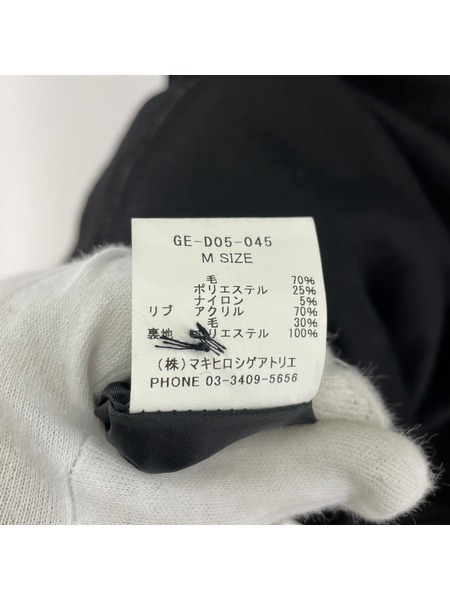 GE-D05-045
M SIZE
毛 70%
ポリエステル 25%
ナイロン 5%
リブ アクリル 70%
毛 30%
裏地 ポリエステル 100%
(株)マキヒロシゲアトリエ
PHONE 03-3409-5656